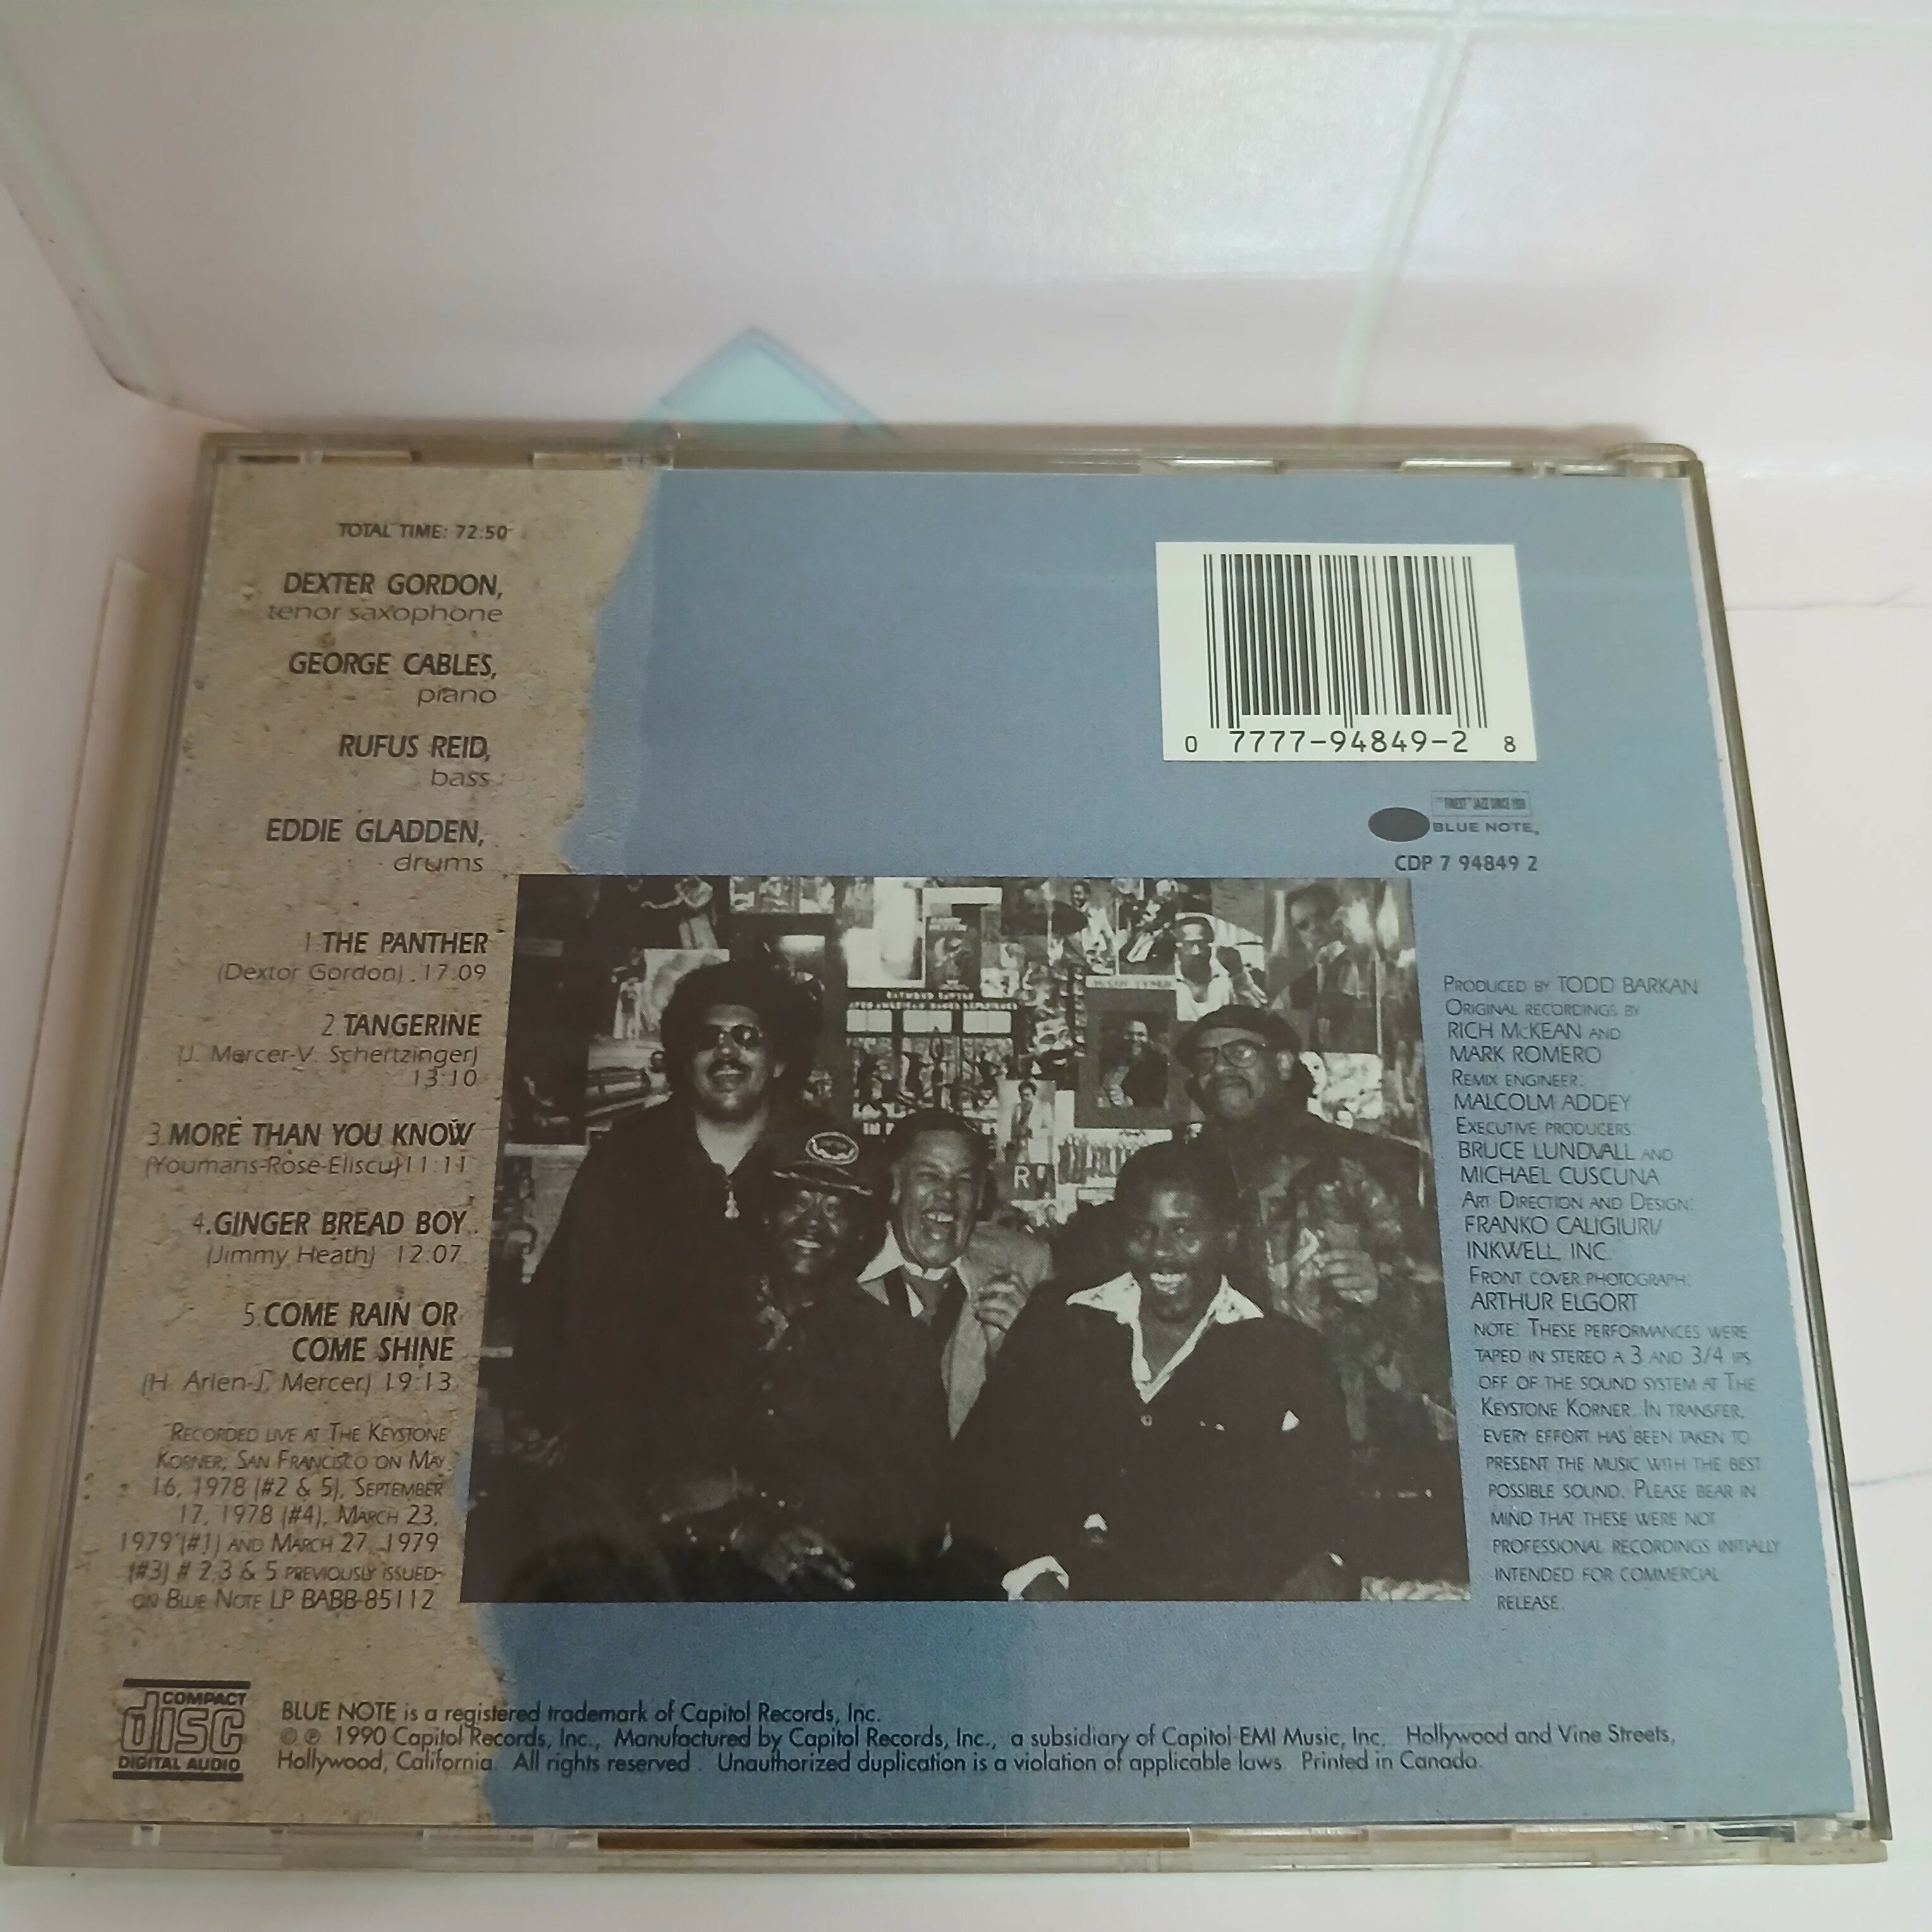 TOTAL TIME: 72:50
DEXTER GORDON,
tenor saxophone
GEORGE CABLES,
piano
RUFUS REID,
bass
EDDIE GLADDEN,
drums
1.THE PANTHER
(Dextor Gordon) .17:09
2.TANGERINE
(J. Mercer-V. Schertzinger)
13:10
3.MORE THAN YOU KNOW
(Youmans-Rose-Eliscu)11:11
4.GINGER BREAD BOY
(Jimmy Heath) 12:07
5.COME RAIN OR
COME SHINE
(H. Arlen-J. Mercer) 19:13
RECORDED LIVE AT THE KEYSTONE
KORNER, SAN FRANCISCO ON MAY
16, 1978 (#2 & 5), SEPTEMBER
17, 1978 (#4), MARCH 23,
1979 (#1) AND MARCH 27, 1979
(#3) # 2,3 & 5 PREVIOUSLY ISSUED
ON BLUE NOTE LP BABB-85112
0 7777-94849-2 8
"THE FINEST" JAZZ SINCE 1939
BLUE NOTE
CDP 7 94849 2
R
PRODUCED BY TODD BARKAN
ORIGINAL RECORDINGS BY
RICH McKEAN AND
MARK ROMERO
REMIX ENGINEER:
MALCOLM ADDEY
EXECUTIVE PRODUCERS:
BRUCE LUNDVALL AND
MICHAEL CUSCUNA
ART DIRECTION AND DESIGN:
FRANKO CALIGIURI/
INKWELL, INC.
FRONT COVER PHOTOGRAPH:
ARTHUR ELGORT
NOTE: THESE PERFORMANCES WERE
TAPED IN STEREO A 3 AND 3/4 IPS
OFF OF THE SOUND SYSTEM AT THE
KEYSTONE KORNER. IN TRANSFER,
EVERY EFFORT HAS BEEN TAKEN TO
PRESENT THE MUSIC WITH THE BEST
POSSIBLE SOUND. PLEASE BEAR IN
MIND THAT THESE WERE NOT
PROFESSIONAL RECORDINGS INITIALLY
INTENDED FOR COMMERCIAL
RELEASE.
COMPACT
disc
DIGITAL AUDIO
BLUE NOTE is a registered trademark of Capitol Records, Inc.
© ℗ 1990 Capitol Records, Inc., Manufactured by Capitol Records, Inc., a subsidiary of Capitol-EMI Music, Inc, Hollywood and Vine Streets,
Hollywood, California. All rights reserved . Unauthorized duplication is a violation of applicable laws. Printed in Canada.